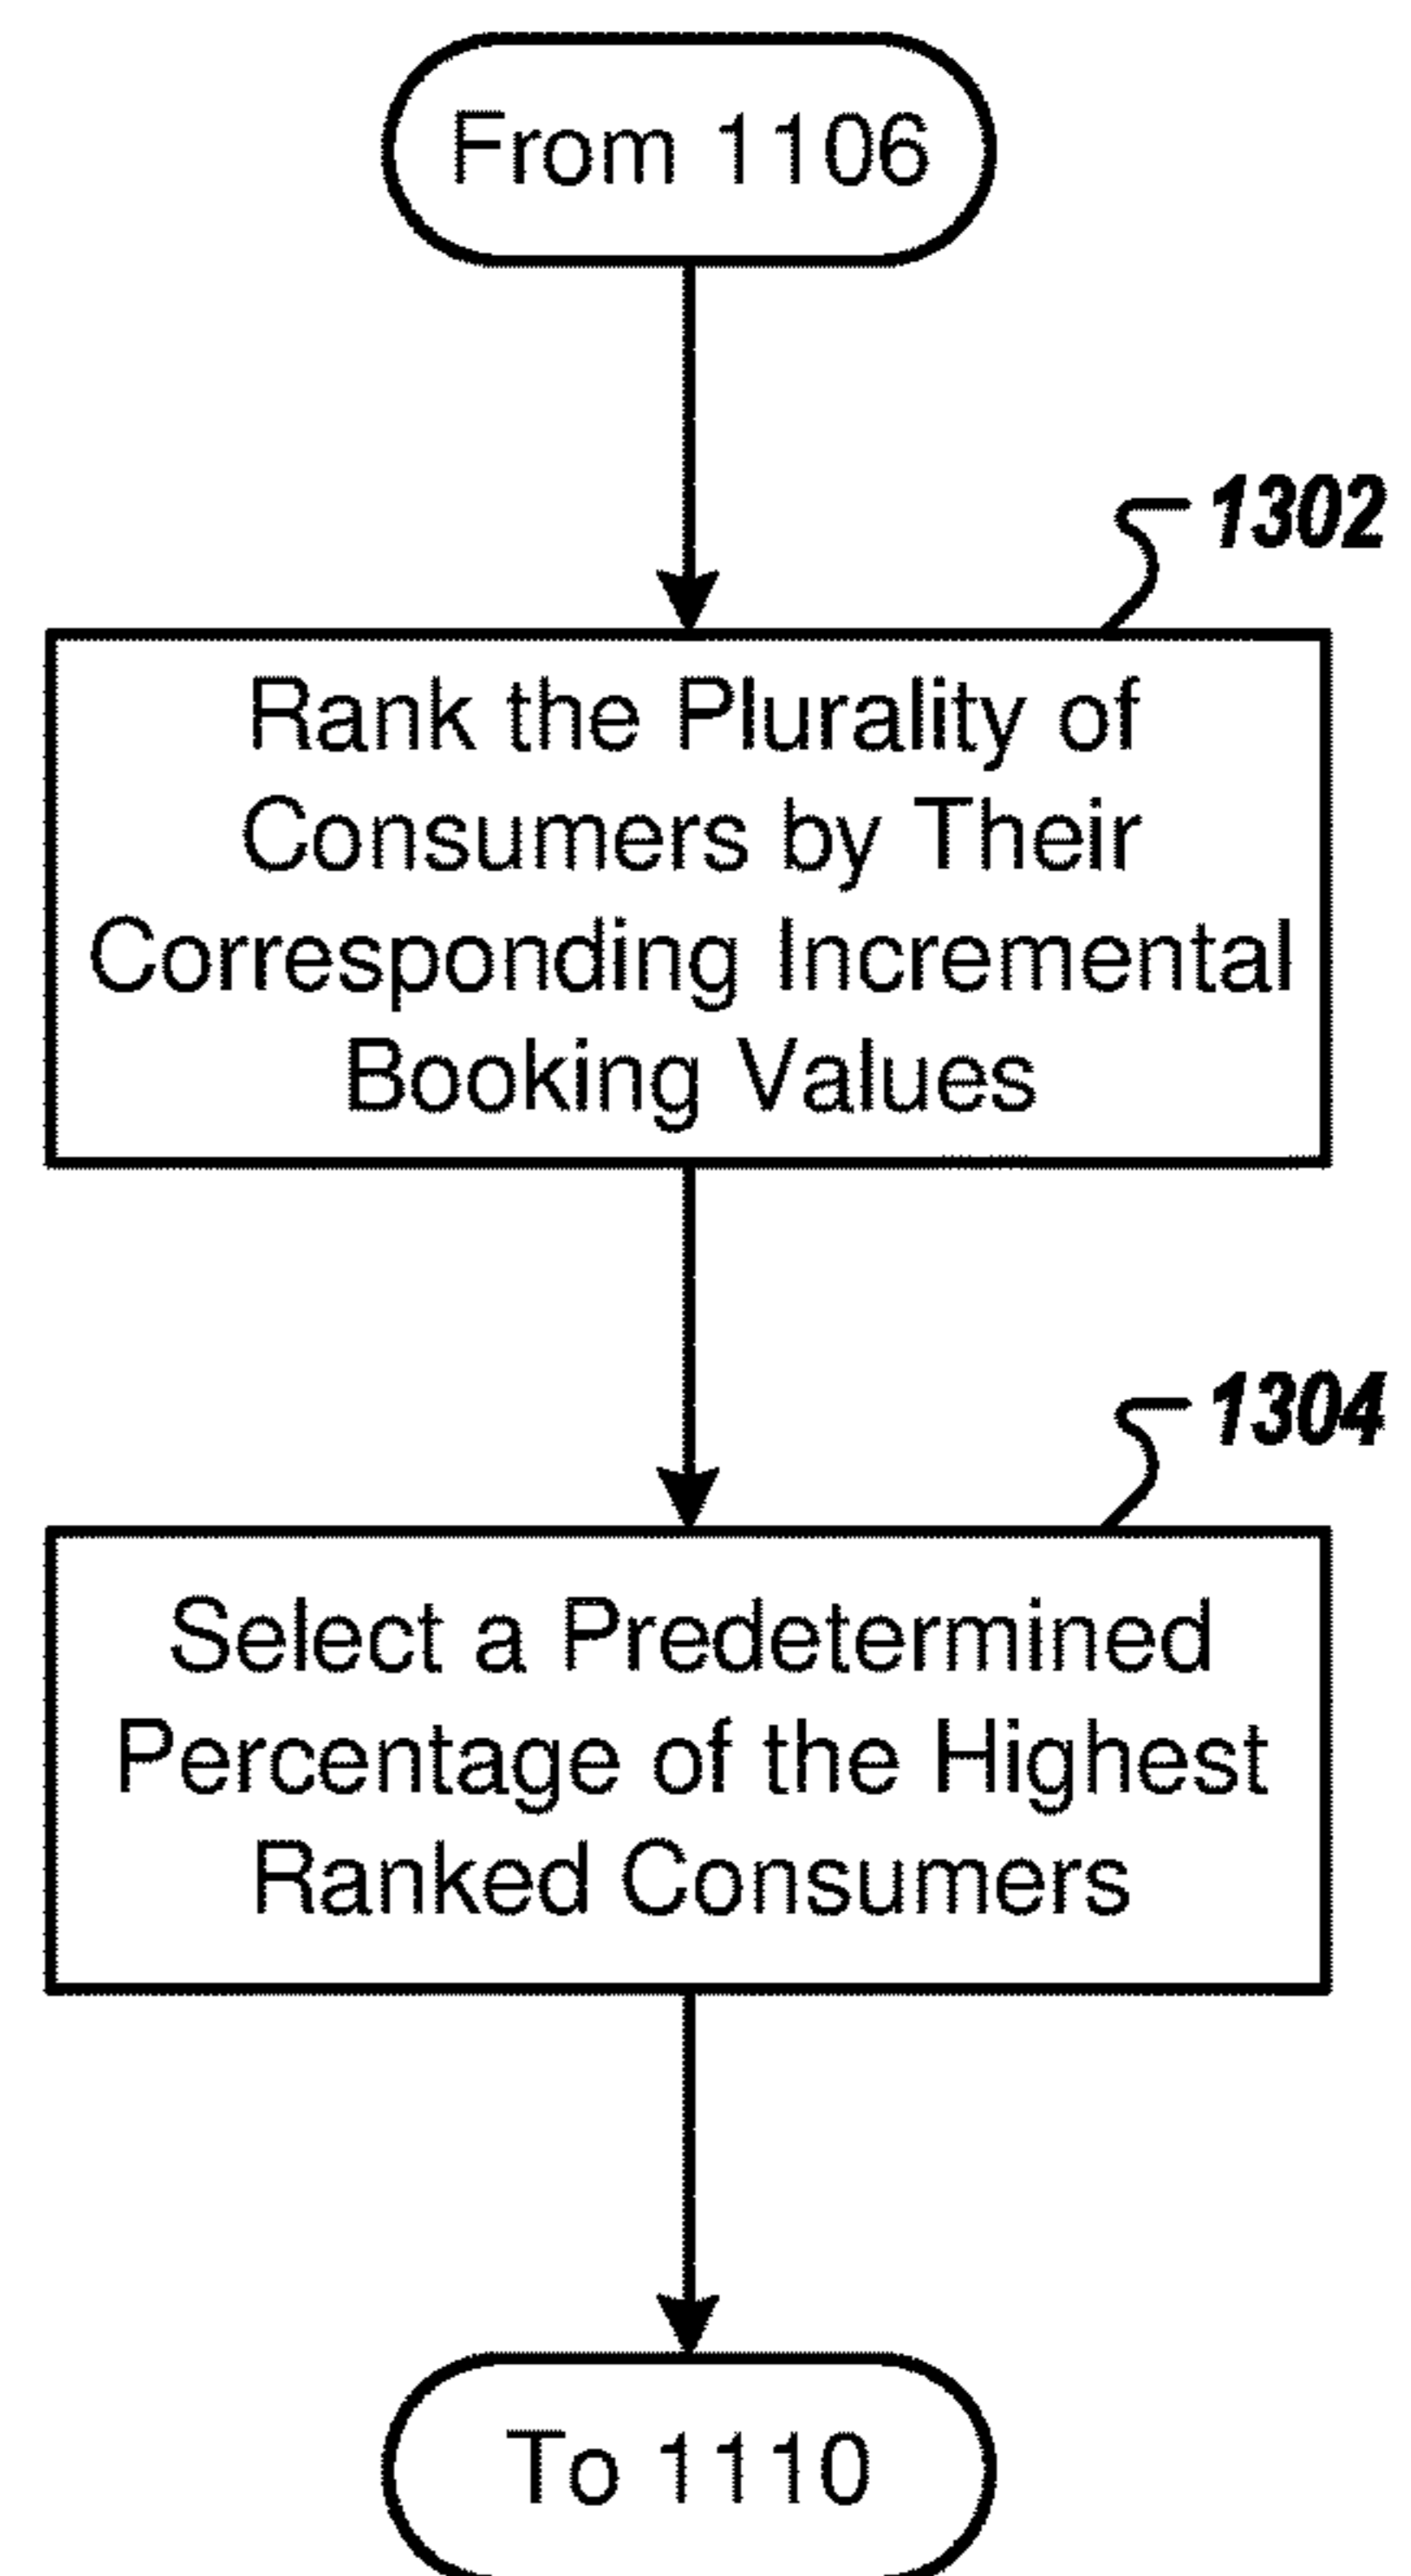 From 1106
1302
Rank the Plurality of
Consumers by Their
Corresponding Incremental
Booking Values
1304
Select a Predetermined
Percentage of the Highest
Ranked Consumers
To 1110